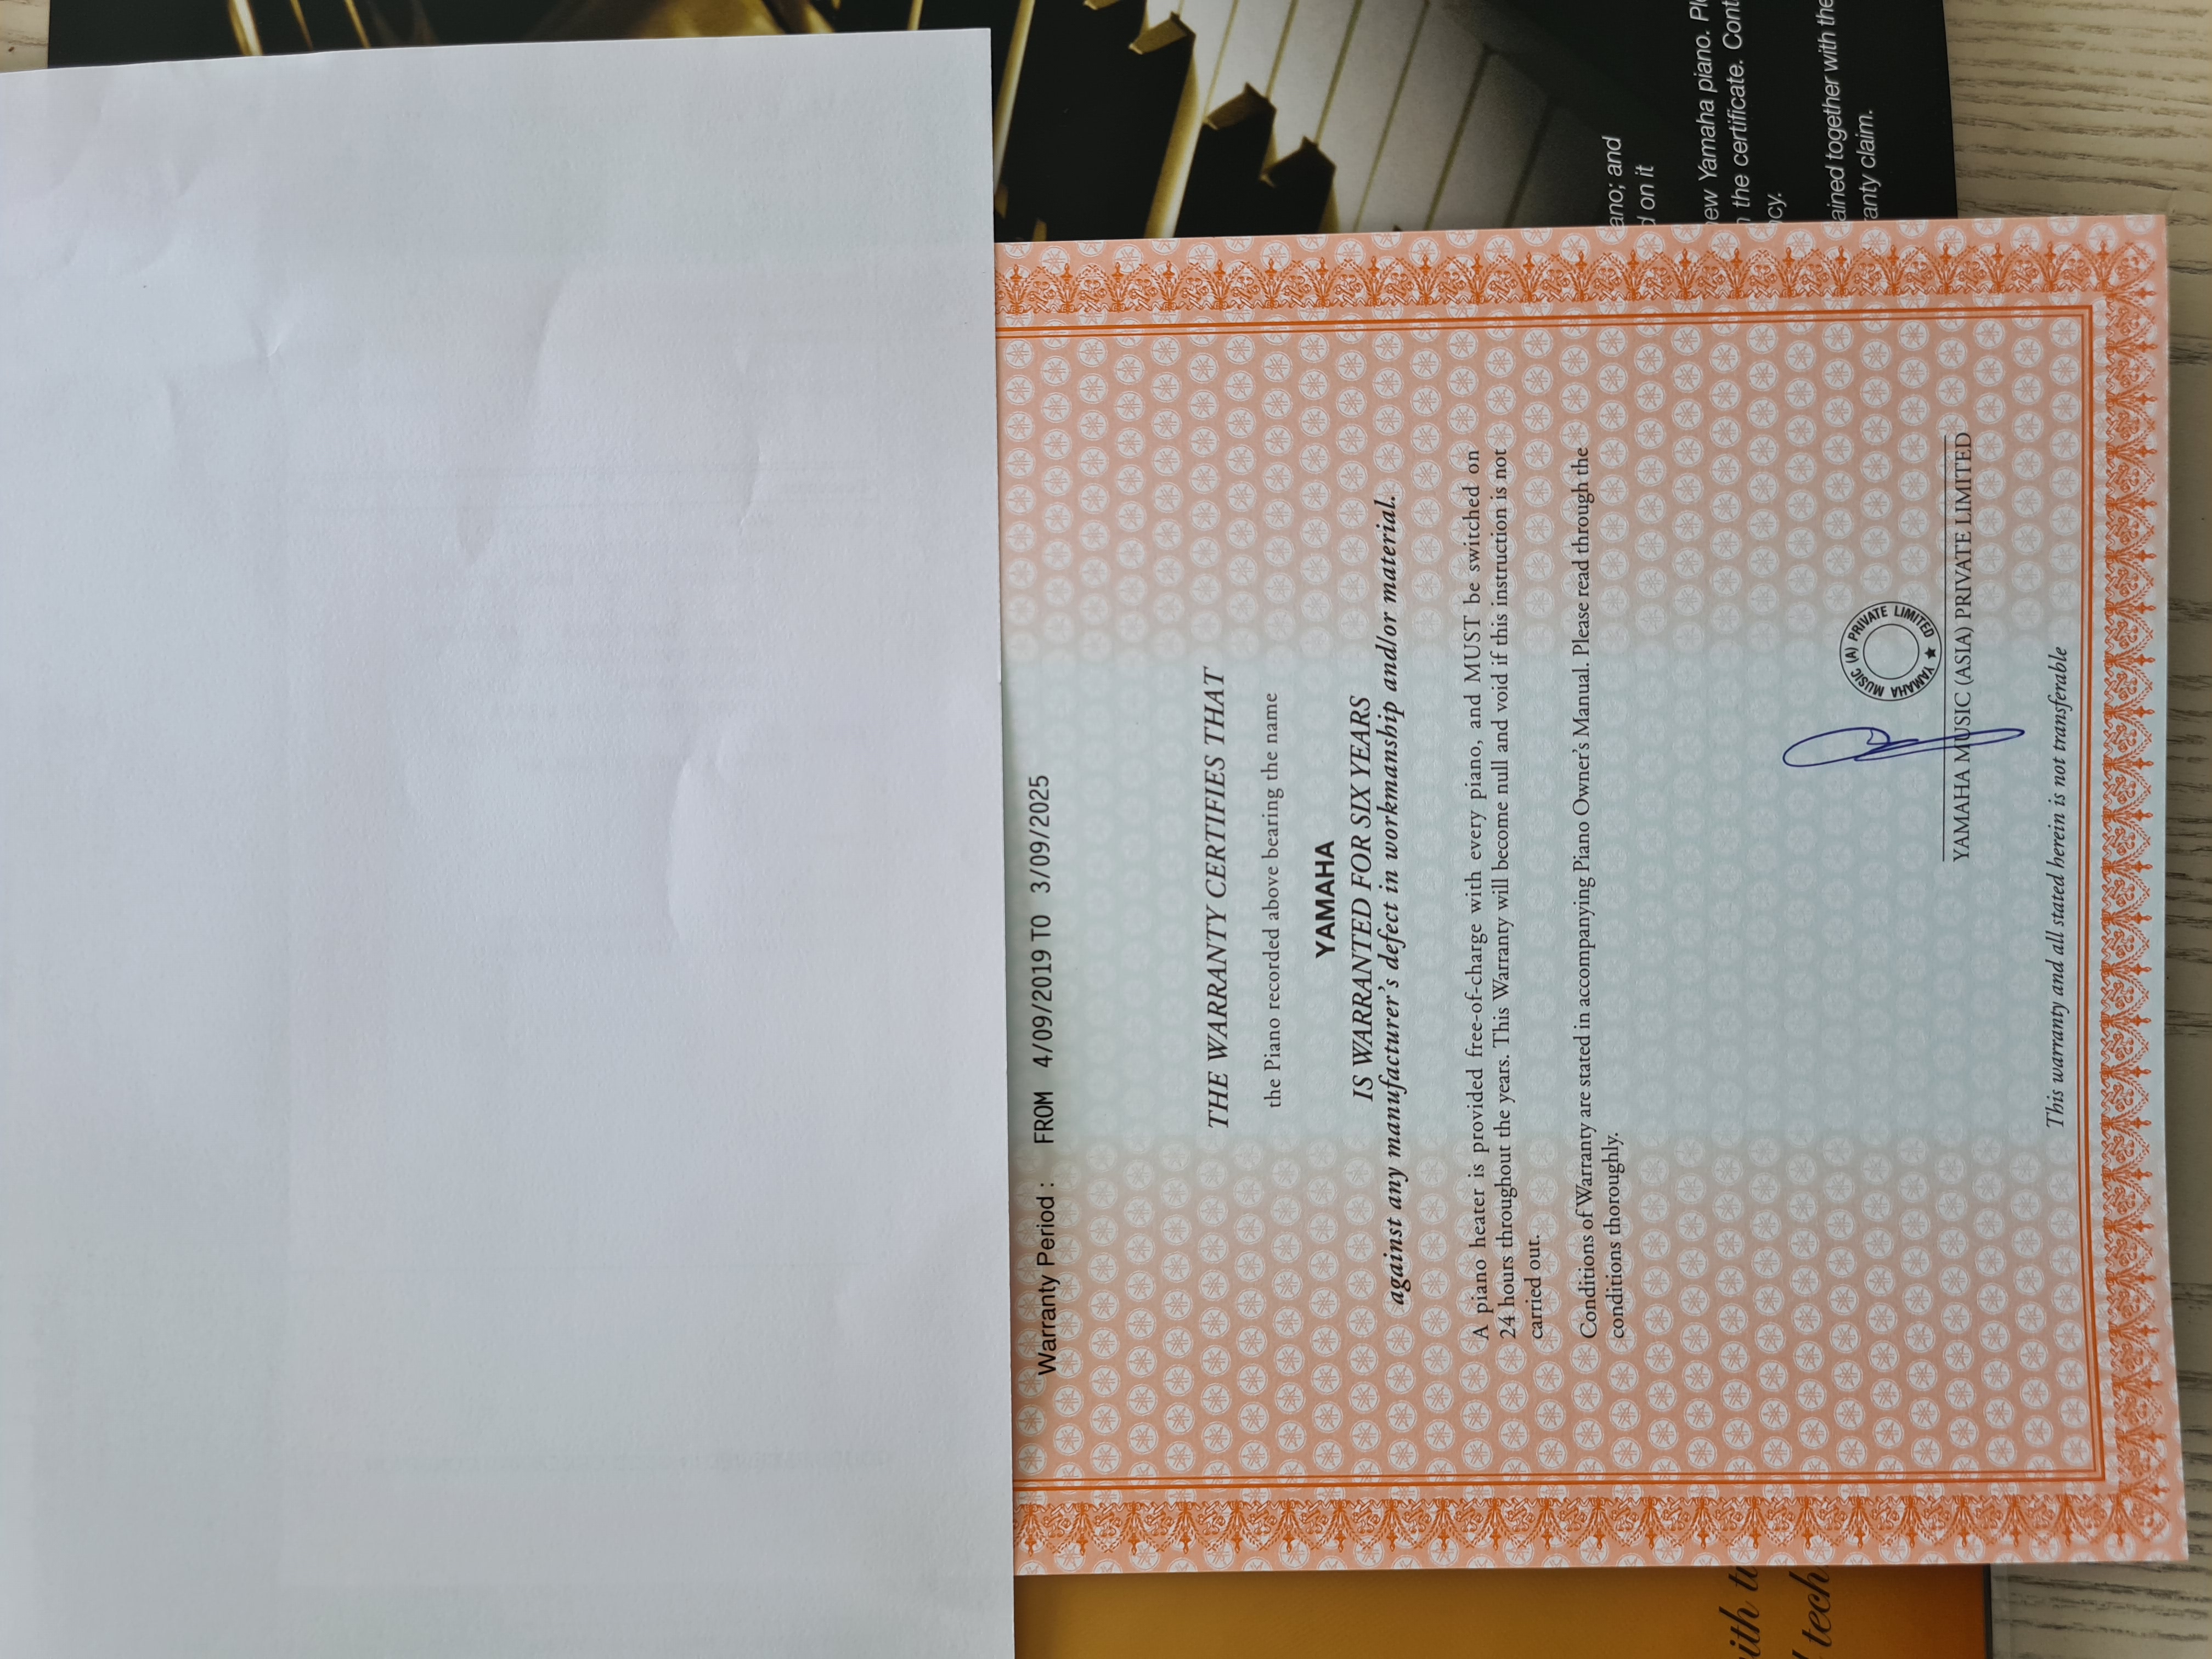 Warranty Period : FROM 4/09/2019 TO 3/09/2025
THE WARRANTY CERTIFIES THAT
the Piano recorded above bearing the name
YAMAHA
IS WARRANTED FOR SIX YEARS
against any manufacturer's defect in workmanship and/or material.
A piano heater is provided free-of-charge with every piano, and MUST be switched on
24 hours throughout the years. This Warranty will become null and void if this instruction is not
carried out.
Conditions of Warranty are stated in accompanying Piano Owner's Manual. Please read through the
conditions thoroughly.
YAMAHA MUSIC (A) PRIVATE LIMITED ★
YAMAHA MUSIC (ASIA) PRIVATE LIMITED
This warranty and all stated herein is not transferable
ano; and
d on it
ew Yamaha piano. Pl
the certificate. Cont
cy.
ained together with the
anty claim.
ith
tech